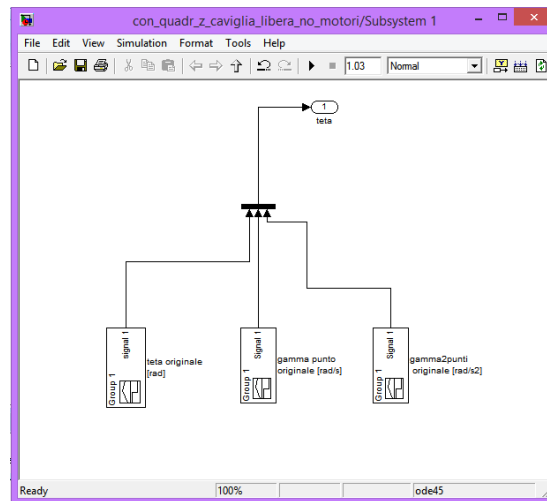 con_quadr_z_caviglia_libera_no_motori/Subsystem 1
File Edit View Simulation Format Tools Help
1.03 Normal
1
teta
signal 1
Group 1
teta originale
[rad]
Signal 1
Group 1
gamma punto
originale [rad/s]
Signal 1
Group 1
gamma2punti
originale [rad/s2]
Ready 100% ode45